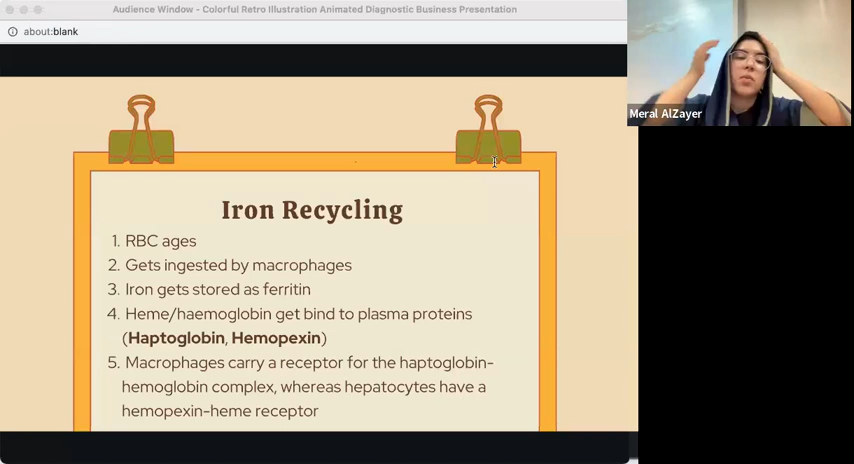 Audience Window - Colorful Retro Illustration Animated Diagnostic Business Presentation
about:blank
Meral AlZayer
Iron Recycling
1. RBC ages
2. Gets ingested by macrophages
3. Iron gets stored as ferritin
4. Heme/haemoglobin get bind to plasma proteins
(Haptoglobin, Hemopexin)
5. Macrophages carry a receptor for the haptoglobin-
hemoglobin complex, whereas hepatocytes have a
hemopexin-heme receptor